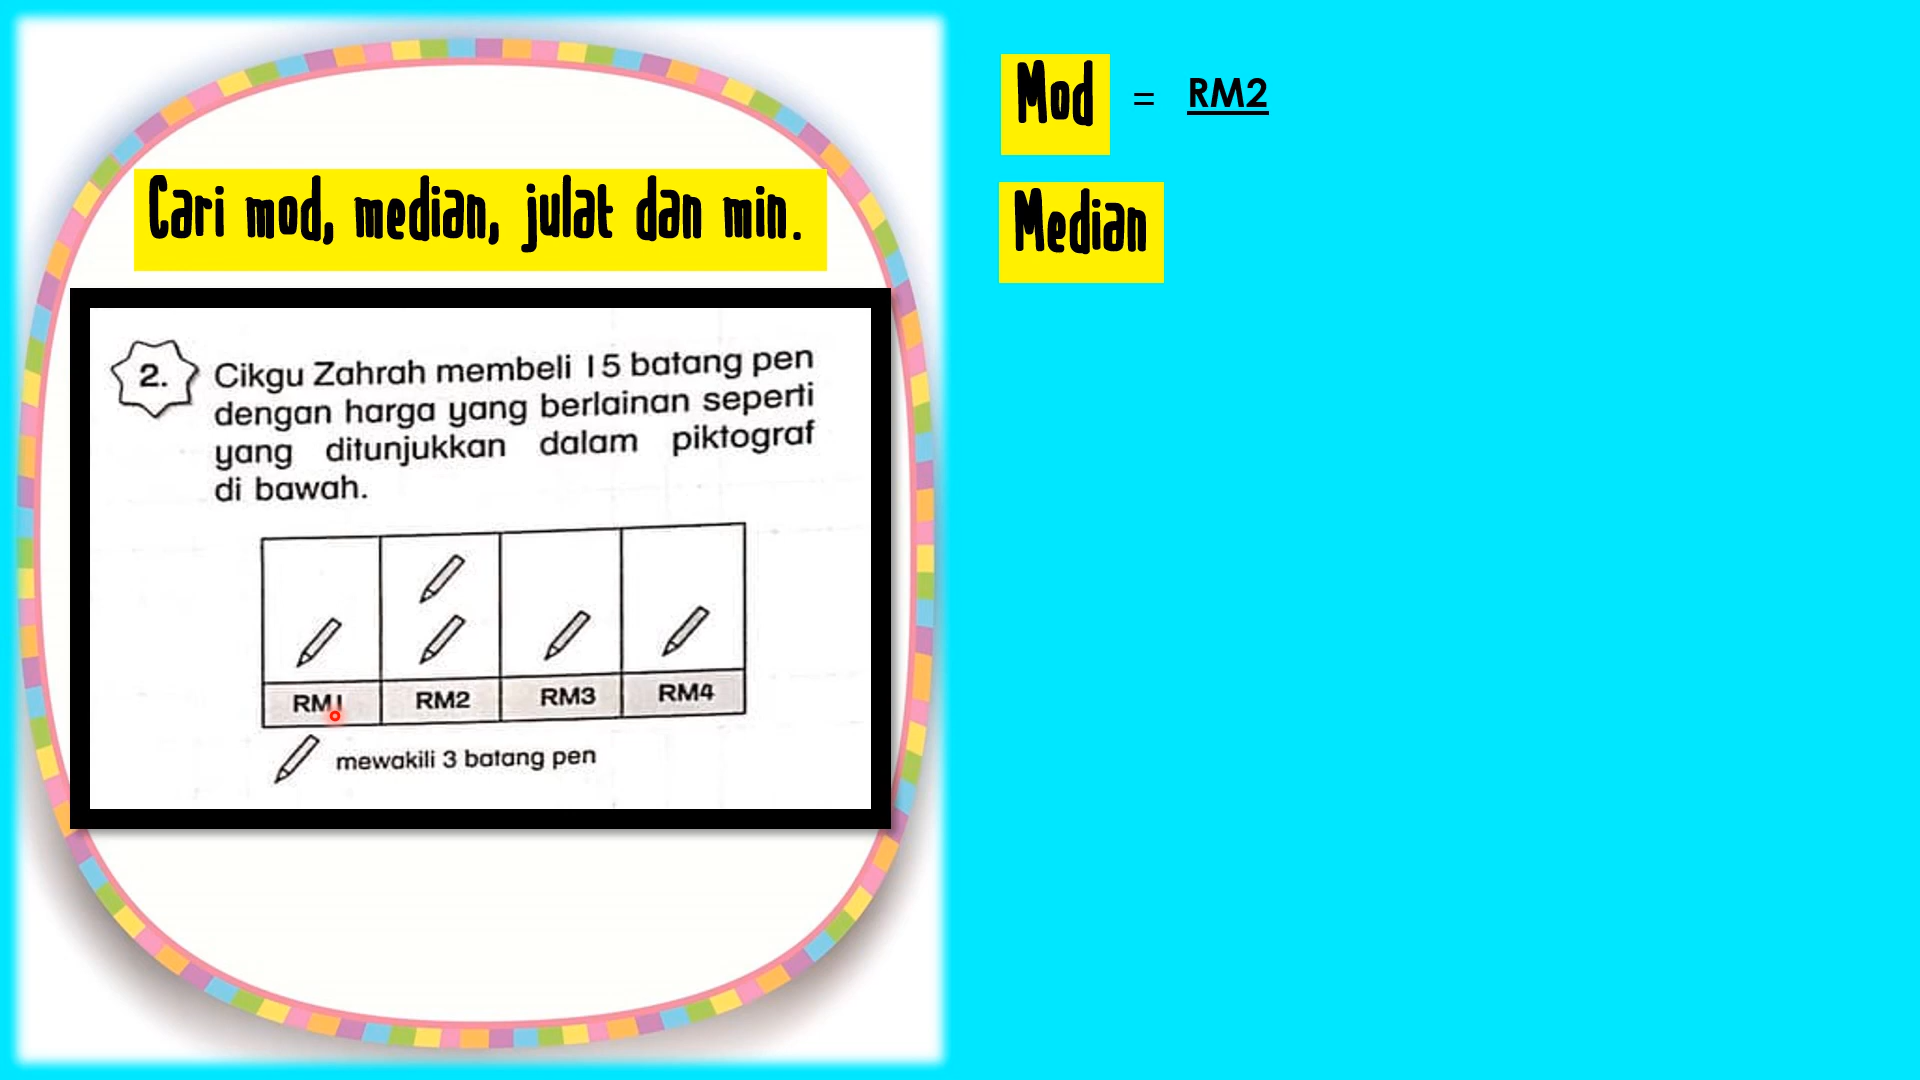 Cari mod, median, julat dan min.
2.
Cikgu Zahrah membeli 15 batang pen
dengan harga yang berlainan seperti
yang ditunjukkan dalam piktograf
di bawah.
RM1 RM2 RM3 RM4
mewakili 3 batang pen
Mod = RM2
Median